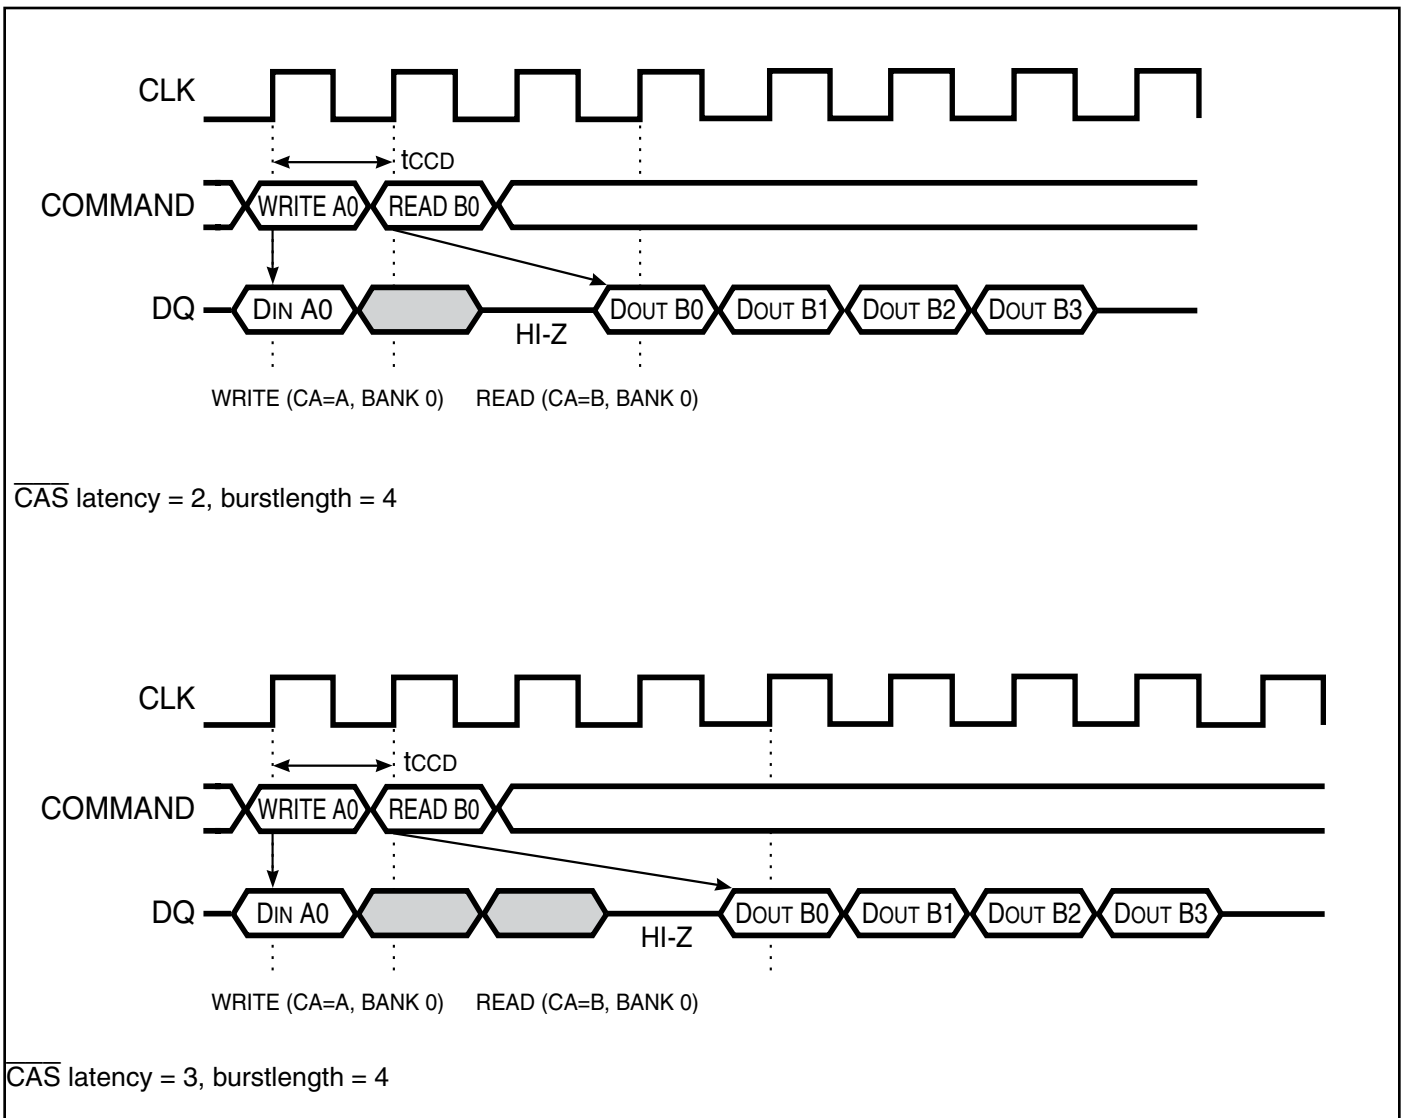 CLK
tCCD
COMMAND WRITE A0 READ B0
DQ DIN A0 DOUT B0 DOUT B1 DOUT B2 DOUT B3
HI-Z
WRITE (CA=A, BANK 0) READ (CA=B, BANK 0)
CAS latency = 2, burstlength = 4
CLK
tCCD
COMMAND WRITE A0 READ B0
DQ DIN A0 DOUT B0 DOUT B1 DOUT B2 DOUT B3
HI-Z
WRITE (CA=A, BANK 0) READ (CA=B, BANK 0)
CAS latency = 3, burstlength = 4